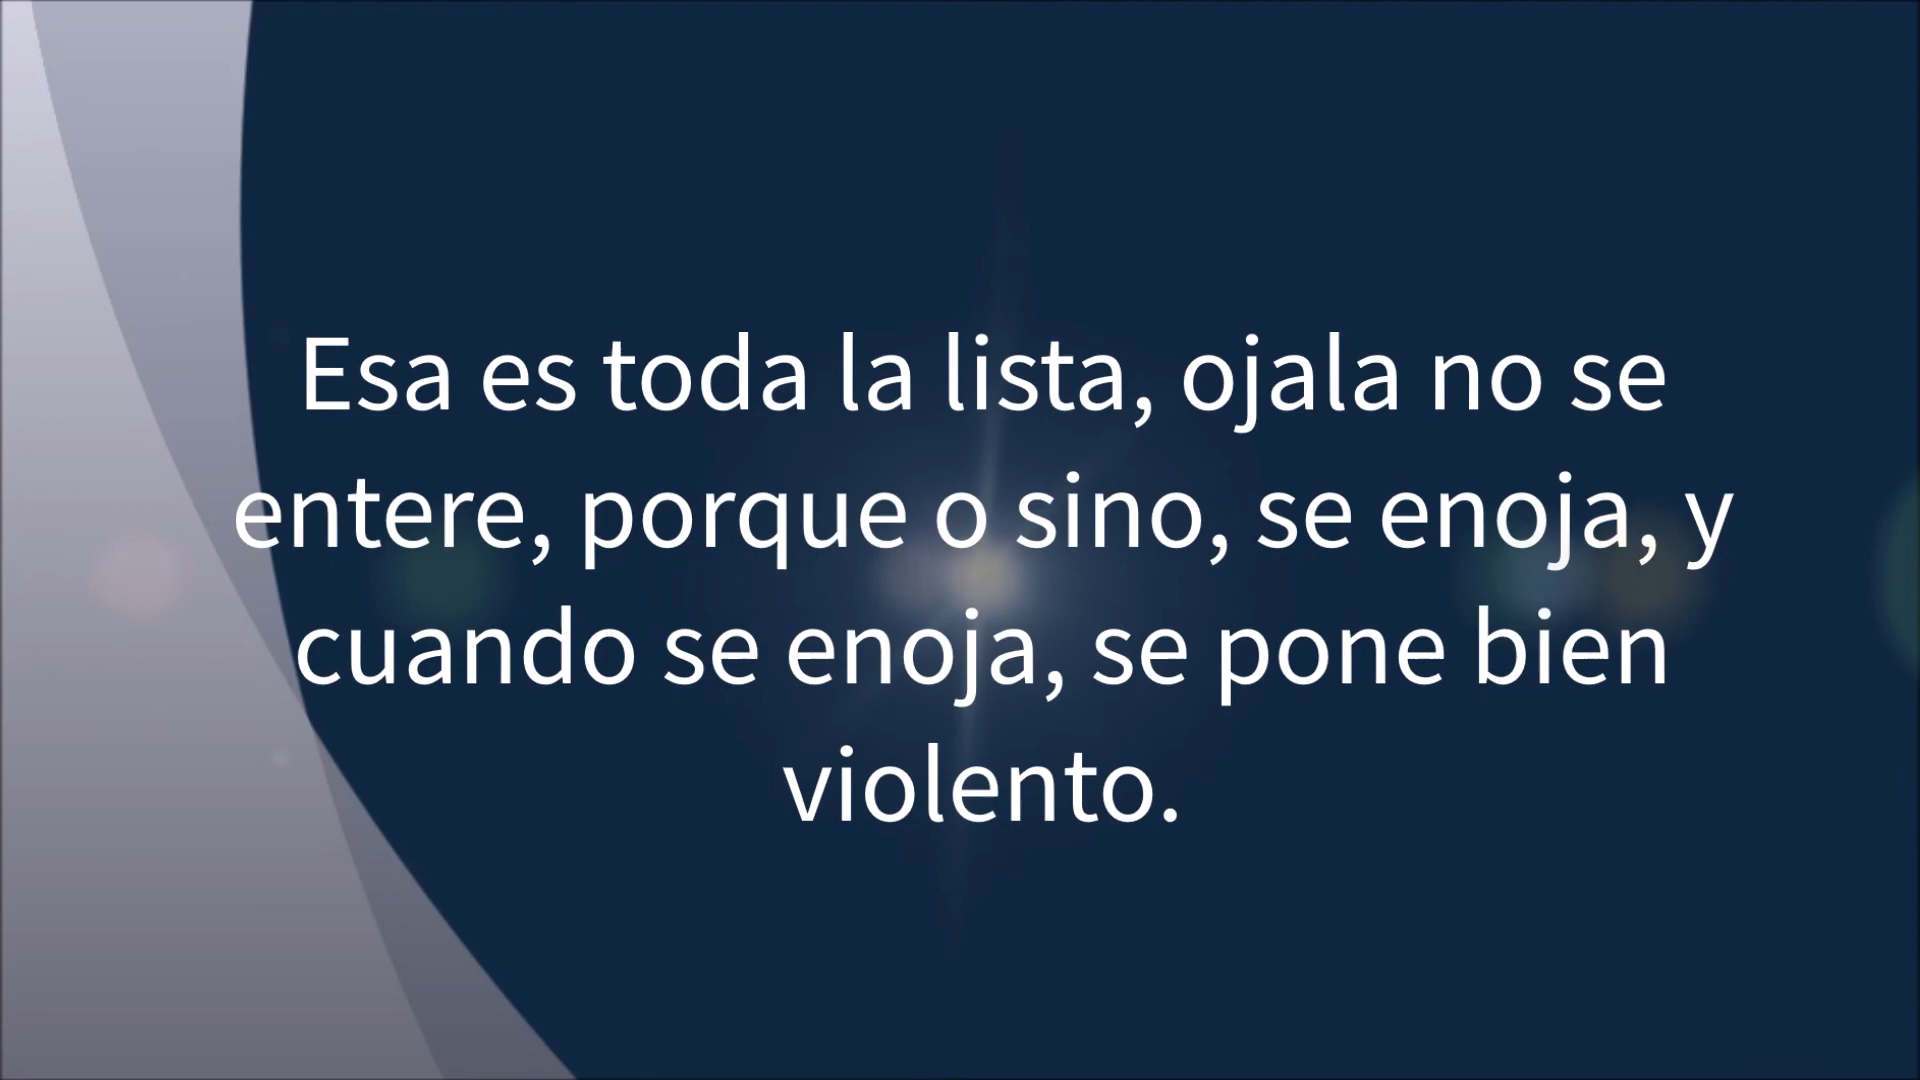 Esa es toda la lista, ojala no se
entere, porque o sino, se enoja, y
cuando se enoja, se pone bien
violento.